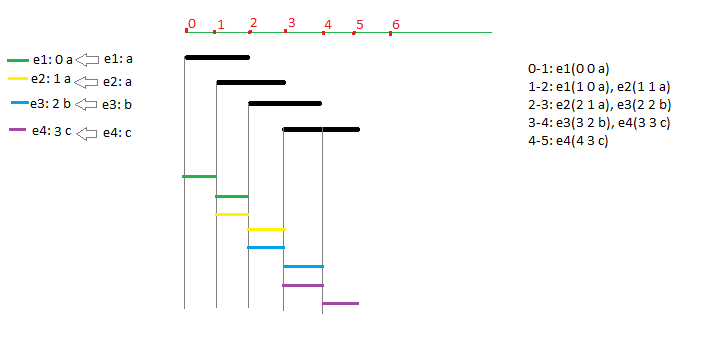 0 1 2 3 4 5 6
e1: 0 a e1: a
e2: 1 a e2: a
e3: 2 b e3: b
e4: 3 c e4: c
0-1: e1(0 0 a)
1-2: e1(1 0 a), e2(1 1 a)
2-3: e2(2 1 a), e3(2 2 b)
3-4: e3(3 2 b), e4(3 3 c)
4-5: e4(4 3 c)